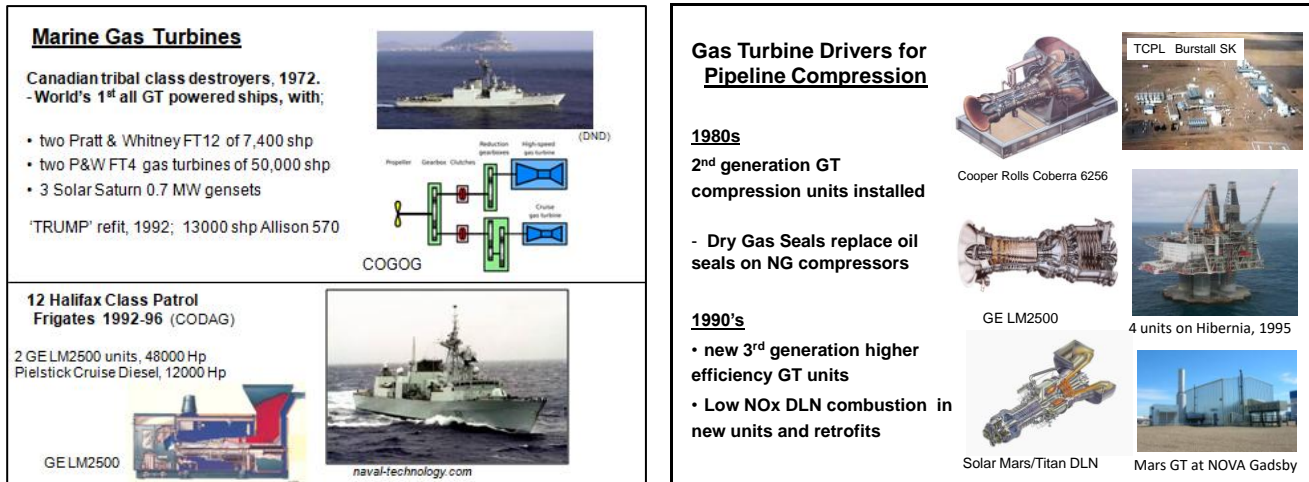 Marine Gas Turbines
Canadian tribal class destroyers, 1972.
- World's 1st all GT powered ships, with;
• two Pratt & Whitney FT12 of 7,400 shp
• two P&W FT4 gas turbines of 50,000 shp
• 3 Solar Saturn 0.7 MW gensets
'TRUMP' refit, 1992; 13000 shp Allison 570
(DND)
Propeller Gearbox Clutches Reduction gearboxes High-speed gas turbine
Cruise gas turbine
COGOG
12 Halifax Class Patrol
Frigates 1992-96 (CODAG)
2 GE LM2500 units, 48000 Hp
Pielstick Cruise Diesel, 12000 Hp
GE LM2500
naval-technology.com
Gas Turbine Drivers for
Pipeline Compression
1980s
2nd generation GT
compression units installed
- Dry Gas Seals replace oil
seals on NG compressors
1990's
• new 3rd generation higher
efficiency GT units
• Low NOx DLN combustion in
new units and retrofits
TCPL Burstall SK
Cooper Rolls Coberra 6256
GE LM2500
4 units on Hibernia, 1995
Solar Mars/Titan DLN
Mars GT at NOVA Gadsby